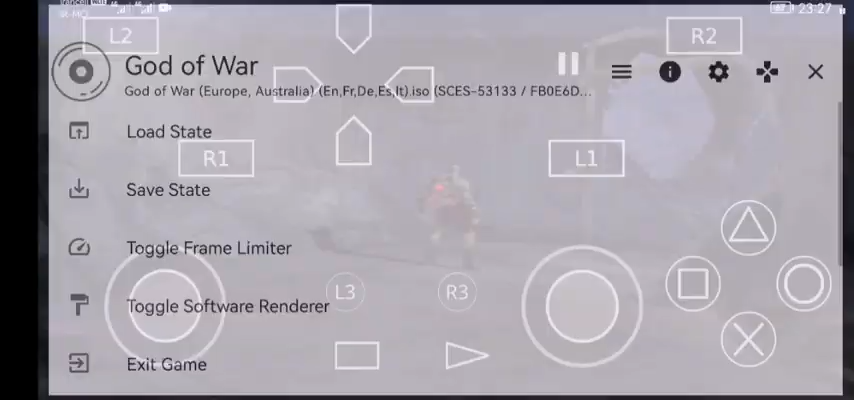 23:27
67
L2
R2
God of War
God of War (Europe, Australia) (En,Fr,De,Es,It).iso (SCES-53133 / FB0E6D...
Load State
R1
L1
Save State
Toggle Frame Limiter
L3
R3
Toggle Software Renderer
Exit Game